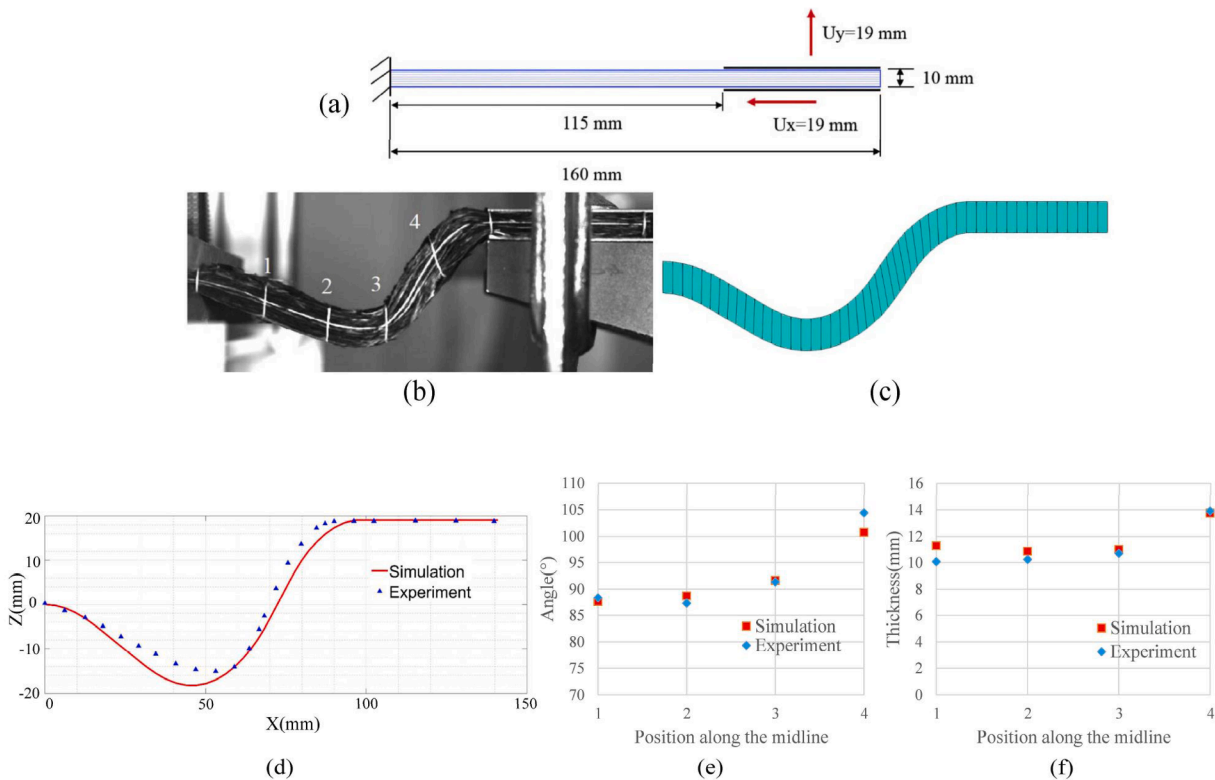 Uy=19 mm
10 mm
(a)
115 mm
Ux=19 mm
160 mm
1
2
3
4
(b)
(c)
20
10
0
-10
-20
Z(mm)
Simulation
Experiment
0
50
100
150
X(mm)
(d)
110
105
100
95
90
85
80
75
70
Angle(°)
Simulation
Experiment
1
2
3
4
Position along the midline
(e)
16
14
12
10
8
6
4
2
0
Thickness(mm)
Simulation
Experiment
1
2
3
4
Position along the midline
(f)